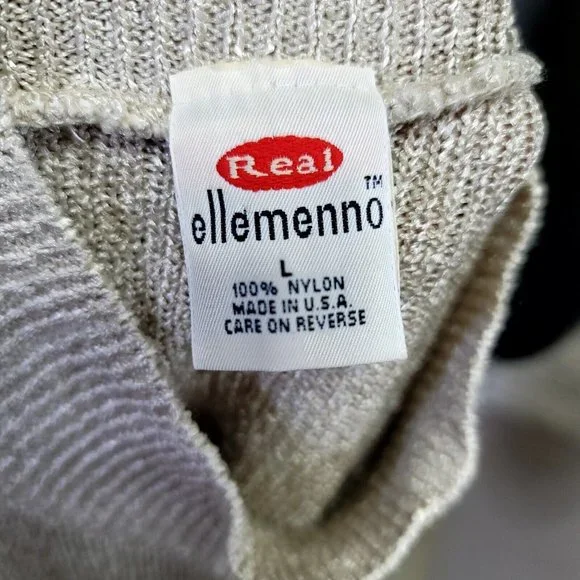 Real
ellemenno™
L
100% NYLON
MADE IN U.S.A.
CARE ON REVERSE